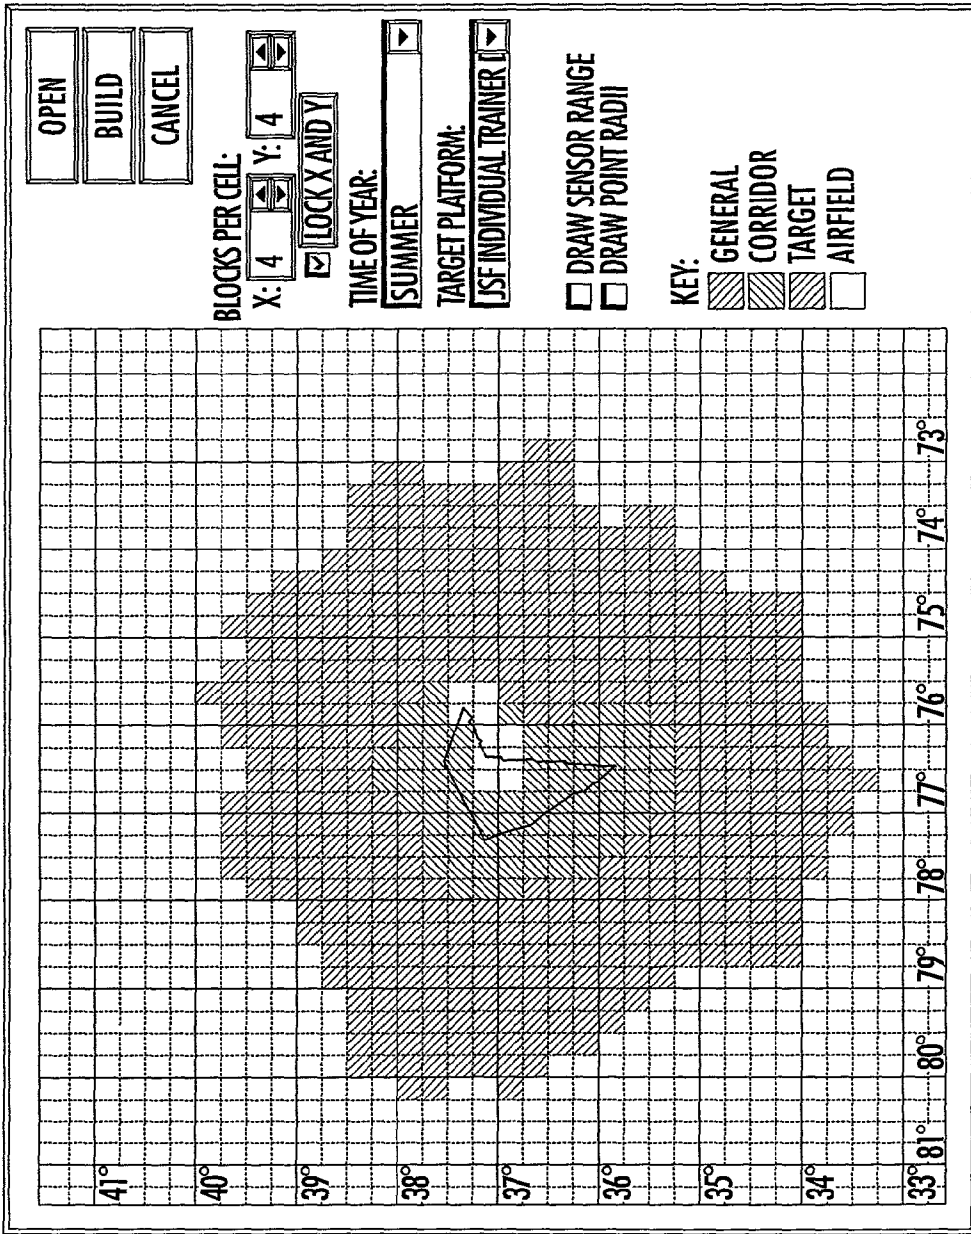 OPEN
BUILD
CANCEL
BLOCKS PER CELL:
X: 4 Y: 4
LOCK X AND Y
TIME OF YEAR:
SUMMER
TARGET PLATFORM:
JSF INDIVIDUAL TRAINER [
DRAW SENSOR RANGE
DRAW POINT RADII
KEY:
GENERAL
CORRIDOR
TARGET
AIRFIELD
41°
40°
39°
38°
37°
36°
35°
34°
33°
81° 80° 79° 78° 77° 76° 75° 74° 73°